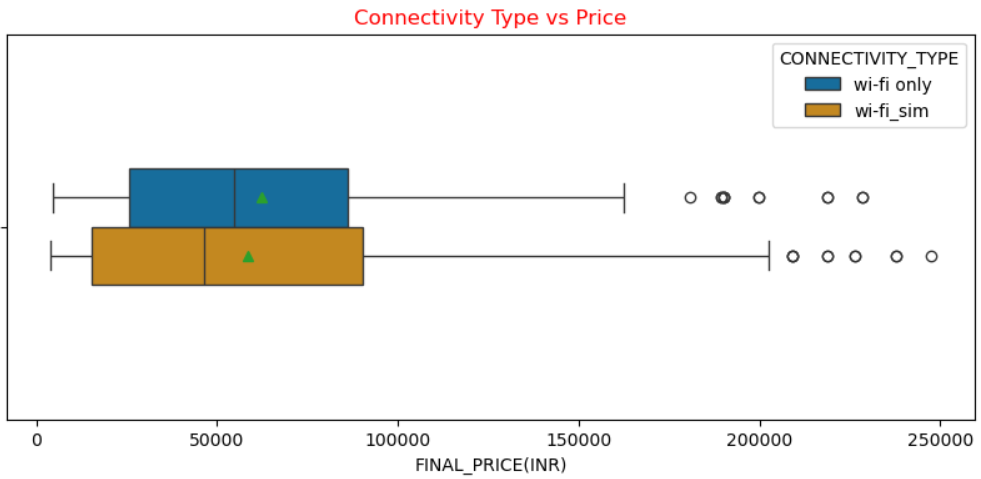 Connectivity Type vs Price
CONNECTIVITY_TYPE
wi-fi only
wi-fi_sim
0 50000 100000 150000 200000 250000
FINAL_PRICE(INR)